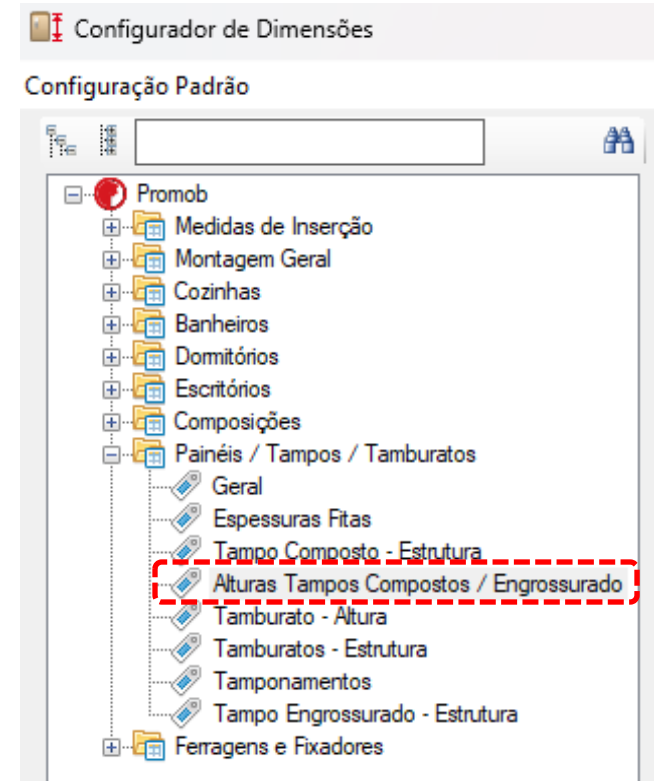 Configurador de Dimensões
Configuração Padrão
Promob
Medidas de Inserção
Montagem Geral
Cozinhas
Banheiros
Dormitórios
Escritórios
Composições
Painéis / Tampos / Tamburatos
Geral
Espessuras Fitas
Tampo Composto - Estrutura
Alturas Tampos Compostos / Engrossurado
Tamburato - Altura
Tamburatos - Estrutura
Tamponamentos
Tampo Engrossurado - Estrutura
Ferragens e Fixadores